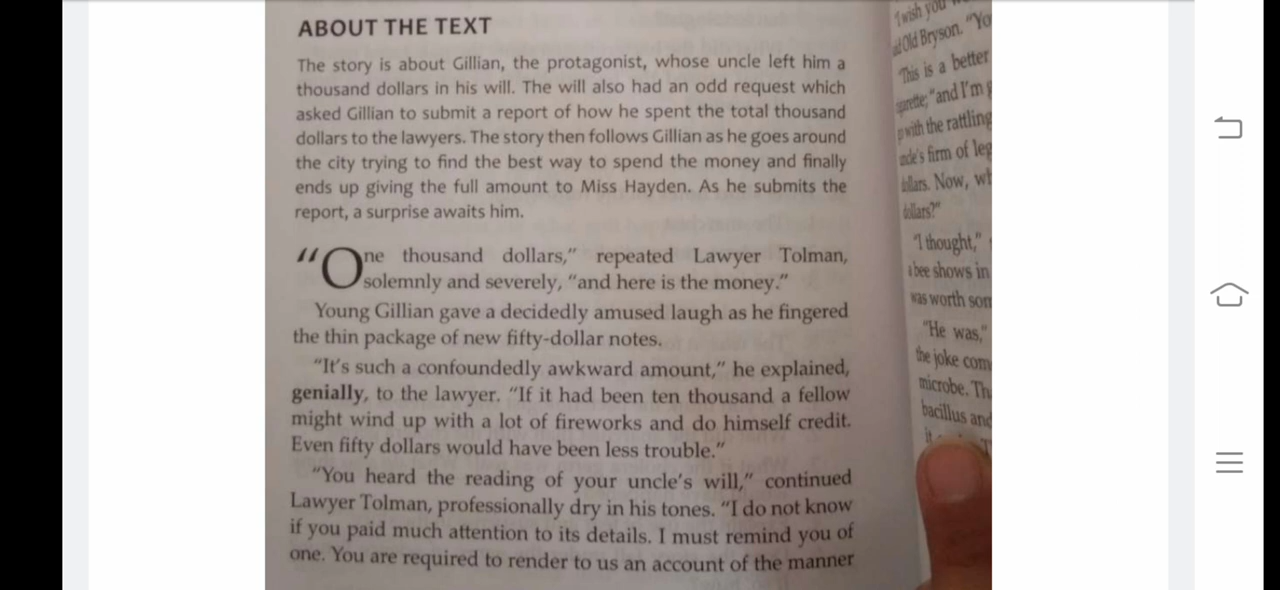 ABOUT THE TEXT
The story is about Gillian, the protagonist, whose uncle left him a
thousand dollars in his will. The will also had an odd request which
asked Gillian to submit a report of how he spent the total thousand
dollars to the lawyers. The story then follows Gillian as he goes around
the city trying to find the best way to spend the money and finally
ends up giving the full amount to Miss Hayden. As he submits the
report, a surprise awaits him.
“One thousand dollars,” repeated Lawyer Tolman,
solemnly and severely, “and here is the money.”
Young Gillian gave a decidedly amused laugh as he fingered
the thin package of new fifty-dollar notes.
“It’s such a confoundedly awkward amount,” he explained,
genially, to the lawyer. “If it had been ten thousand a fellow
might wind up with a lot of fireworks and do himself credit.
Even fifty dollars would have been less trouble.”
“You heard the reading of your uncle’s will,” continued
Lawyer Tolman, professionally dry in his tones. “I do not know
if you paid much attention to its details. I must remind you of
one. You are required to render to us an account of the manner
“I wish you
Old Bryson. “Yo
“This is a better
“and I’m
with the rattling
firm of leg
Now, wh
dollars?”
“I thought,”
a bee shows in
was worth som
“He was,”
the joke com
microbe. Th
bacillus and
it